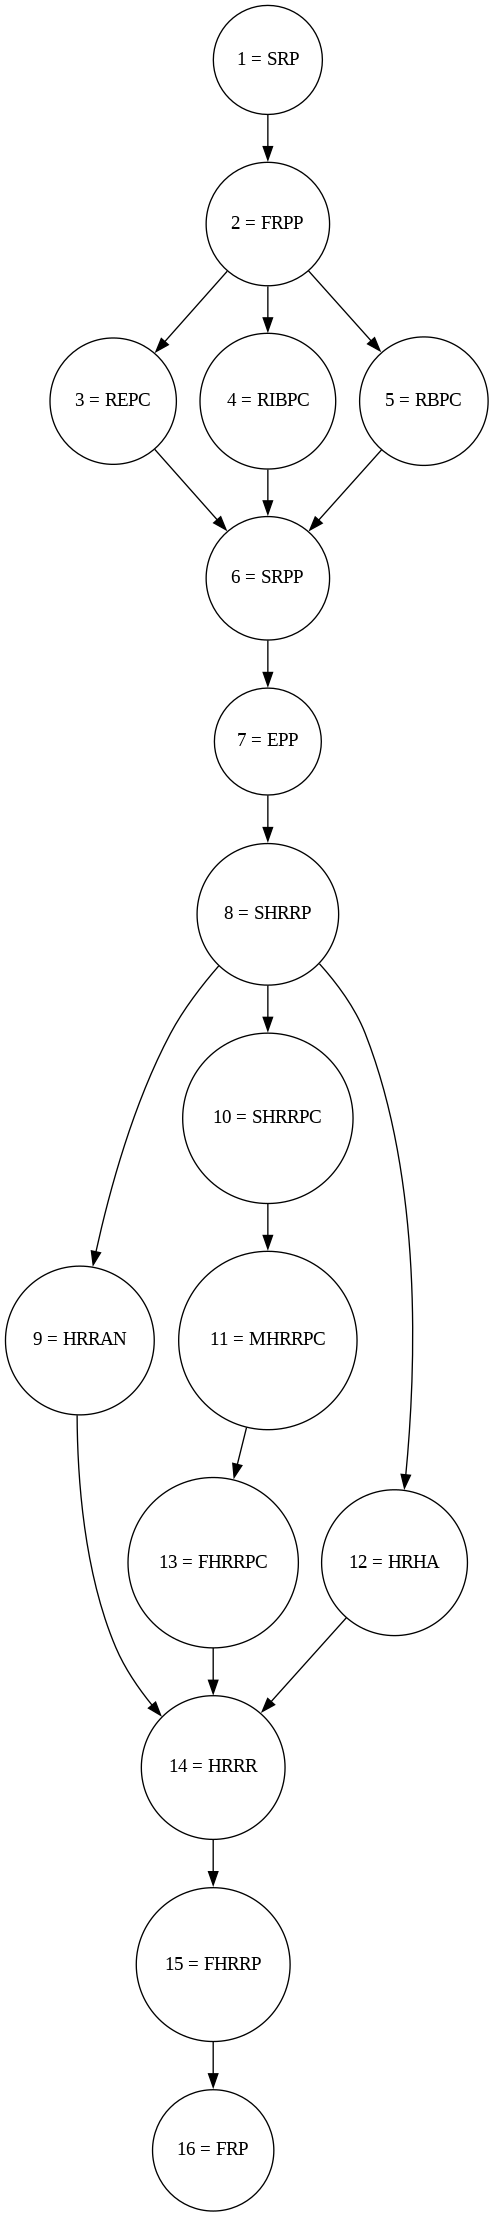 1 = SRP
2 = FRPP
3 = REPC
4 = RIBPC
5 = RBPC
6 = SRPP
7 = EPP
8 = SHRRP
10 = SHRRPC
9 = HRRAN
11 = MHRRPC
13 = FHRRPC
12 = HRHA
14 = HRRR
15 = FHRRP
16 = FRP